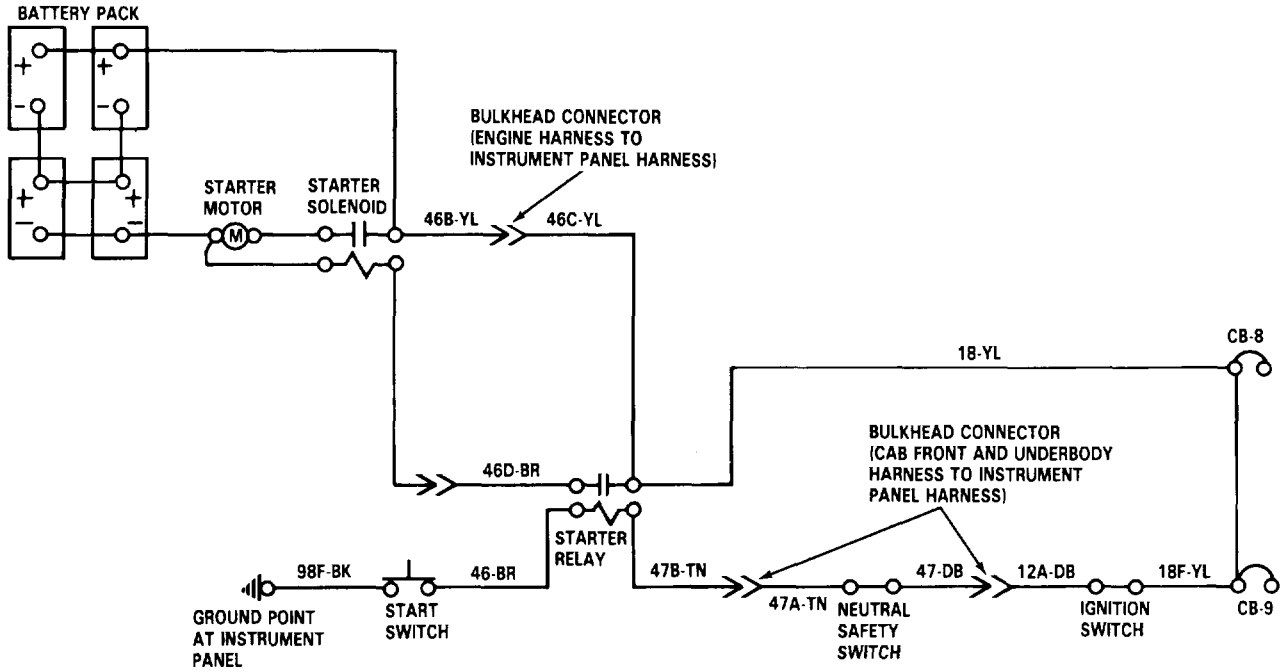 BATTERY PACK
+
+
-
-
+
+
-
-
STARTER
MOTOR
STARTER
SOLENOID
M
BULKHEAD CONNECTOR
(ENGINE HARNESS TO
INSTRUMENT PANEL HARNESS)
46B-YL
46C-YL
CB-8
18-YL
BULKHEAD CONNECTOR
(CAB FRONT AND UNDERBODY
HARNESS TO INSTRUMENT
PANEL HARNESS)
46D-BR
STARTER
RELAY
98F-BK
46-BR
47B-TN
47A-TN
47-DB
12A-DB
18F-YL
CB-9
GROUND POINT
AT INSTRUMENT
PANEL
START
SWITCH
NEUTRAL
SAFETY
SWITCH
IGNITION
SWITCH